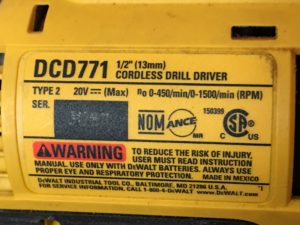 DCD771 1/2" (13mm)
CORDLESS DRILL DRIVER
TYPE 2 20V ⎓ (Max) n₀ 0-450/min/0-1500/min (RPM)
SER.
150399
NOM ANCE
MR
SA
C US
WARNING TO REDUCE THE RISK OF INJURY,
USER MUST READ INSTRUCTION
MANUAL. USE ONLY WITH DEWALT BATTERIES. ALWAYS USE
PROPER EYE AND RESPIRATORY PROTECTION. MADE IN MEXICO
DEWALT INDUSTRIAL TOOL CO., BALTIMORE, MD 21286 U.S.A.
FOR SERVICE INFORMATION, CALL 1-800-4-DEWALT www.DEWALT.com